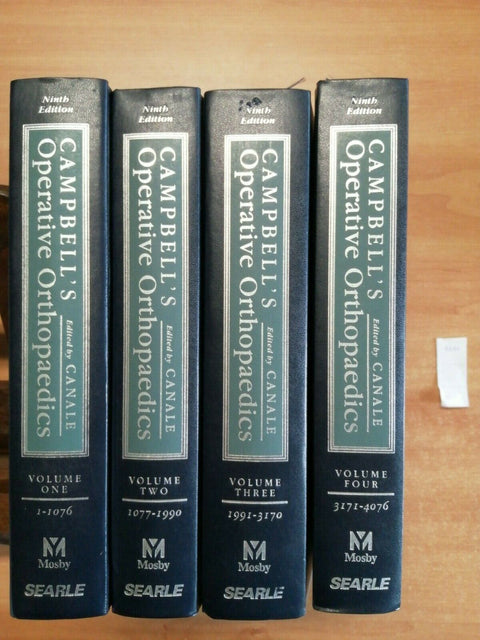 Ninth
Edition
CAMPBELL'S
Operative Orthopaedics
Edited by CANALE
VOLUME
ONE
1-1076
M
Mosby
SEARLE
Ninth
Edition
CAMPBELL'S
Operative Orthopaedics
Edited by CANALE
VOLUME
TWO
1077-1990
M
Mosby
SEARLE
Ninth
Edition
CAMPBELL'S
Operative Orthopaedics
Edited by CANALE
VOLUME
THREE
1991-3170
M
Mosby
SEARLE
Ninth
Edition
CAMPBELL'S
Operative Orthopaedics
Edited by CANALE
VOLUME
FOUR
3171-4076
M
Mosby
SEARLE